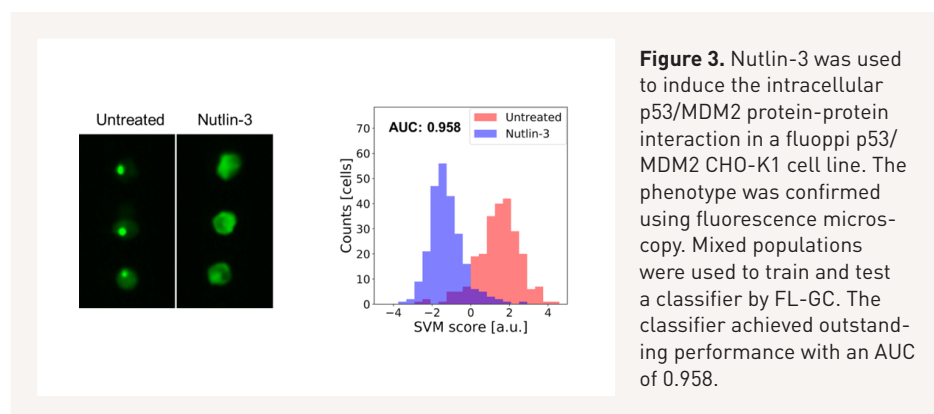 Untreated
Nutlin-3
AUC: 0.958
Untreated
Nutlin-3
Counts [cells]
70
60
50
40
30
20
10
0
−4
−2
0
2
4
SVM score [a.u.]
Figure 3. Nutlin-3 was used
to induce the intracellular
p53/MDM2 protein-protein
interaction in a fluoppi p53/
MDM2 CHO-K1 cell line. The
phenotype was confirmed
using fluorescence micros-
copy. Mixed populations
were used to train and test
a classifier by FL-GC. The
classifier achieved outstand-
ing performance with an AUC
of 0.958.